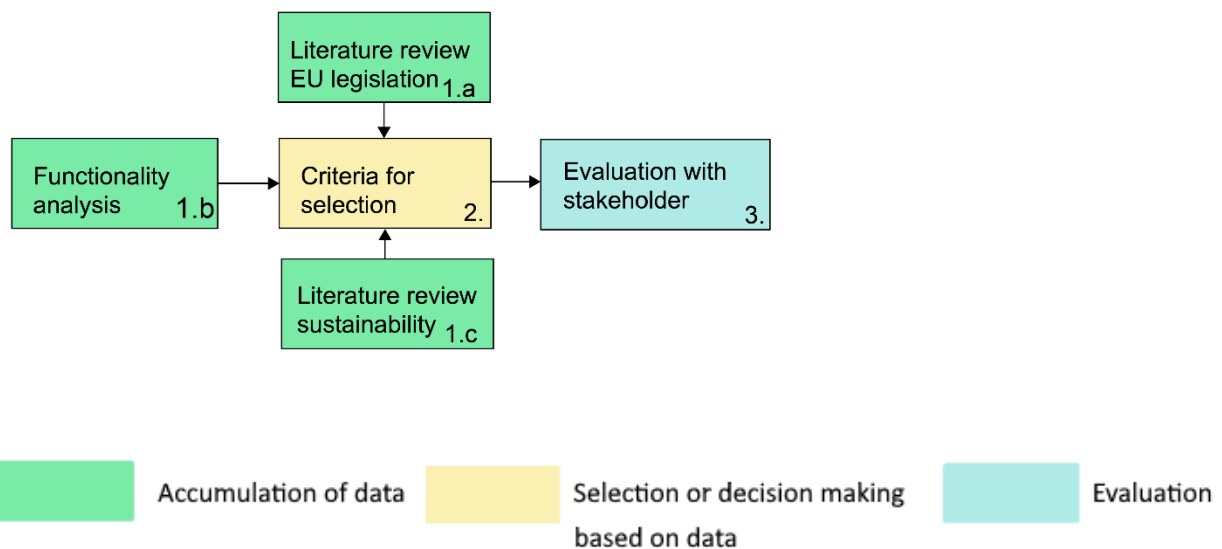 Literature review
EU legislation 1.a
Functionality
analysis 1.b
Criteria for
selection 2.
Evaluation with
stakeholder 3.
Literature review
sustainability 1.c
Accumulation of data
Selection or decision making
based on data
Evaluation